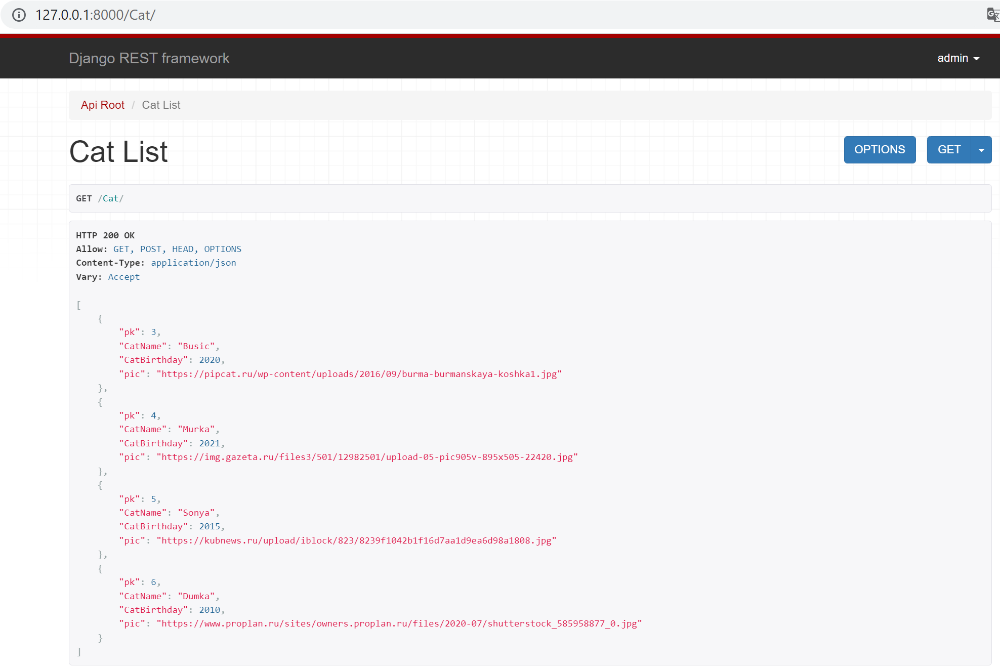 127.0.0.1:8000/Cat/
Django REST framework
admin
Api Root / Cat List
Cat List
OPTIONS
GET
GET /Cat/
HTTP 200 OK
Allow: GET, POST, HEAD, OPTIONS
Content-Type: application/json
Vary: Accept
[
    {
        "pk": 3,
        "CatName": "Busic",
        "CatBirthday": 2020,
        "pic": "https://pipcat.ru/wp-content/uploads/2016/09/burma-burmanskaya-koshka1.jpg"
    },
    {
        "pk": 4,
        "CatName": "Murka",
        "CatBirthday": 2021,
        "pic": "https://img.gazeta.ru/files3/501/12982501/upload-05-pic905v-895x505-22420.jpg"
    },
    {
        "pk": 5,
        "CatName": "Sonya",
        "CatBirthday": 2015,
        "pic": "https://kubnews.ru/upload/iblock/823/8239f1042b1f16d7aa1d9ea6d98a1808.jpg"
    },
    {
        "pk": 6,
        "CatName": "Dumka",
        "CatBirthday": 2010,
        "pic": "https://www.proplan.ru/sites/owners.proplan.ru/files/2020-07/shutterstock_585958877_0.jpg"
    }
]